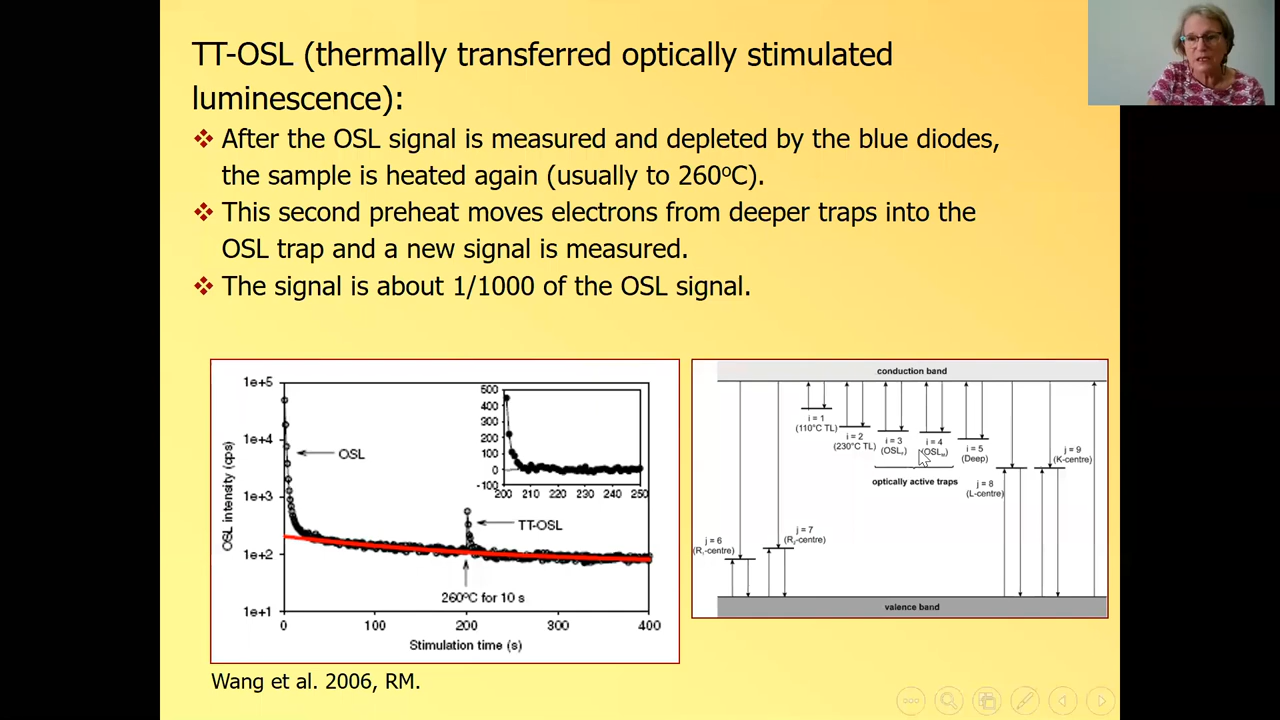 TT-OSL (thermally transferred optically stimulated
luminescence):
After the OSL signal is measured and depleted by the blue diodes,
the sample is heated again (usually to 260ºC).
This second preheat moves electrons from deeper traps into the
OSL trap and a new signal is measured.
The signal is about 1/1000 of the OSL signal.
OSL intensity (cps)
1e+5
1e+4
1e+3
1e+2
1e+1
0
100
200
300
400
Stimulation time (s)
OSL
TT-OSL
260ºC for 10 s
500
400
300
200
100
0
-100
200 210 220 230 240 250
conduction band
i = 1
(110°C TL)
i = 2
(230°C TL)
i = 3
(OSLF)
i = 4
(OSLM)
i = 5
(Deep)
optically active traps
j = 6
(R1-centre)
j = 7
(R2-centre)
j = 8
(L-centre)
j = 9
(K-centre)
valence band
Wang et al. 2006, RM.